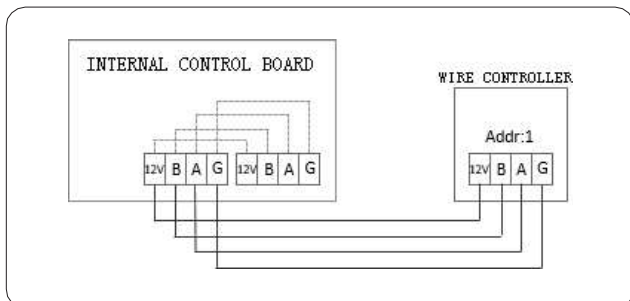 INTERNAL CONTROL BOARD
WIRE CONTROLLER
Addr:1
12V B A G 12V B A G
12V B A G